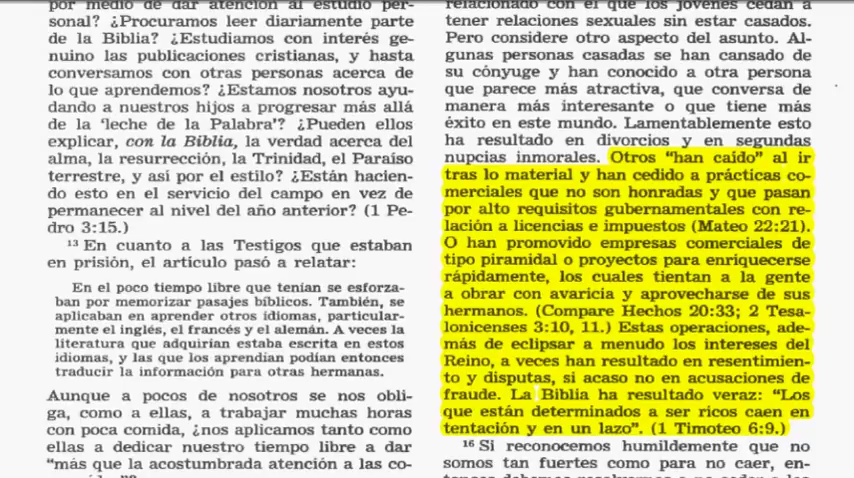 por medio de dar atención al estudio per-
sonal? ¿Procuramos leer diariamente parte
de la Biblia? ¿Estudiamos con interés ge-
nuino las publicaciones cristianas, y hasta
conversamos con otras personas acerca de
lo que aprendemos? ¿Estamos nosotros ayu-
dando a nuestros hijos a progresar más allá
de la ‘leche de la Palabra’? ¿Pueden ellos
explicar, con la Biblia, la verdad acerca del
alma, la resurrección, la Trinidad, el Paraíso
terrestre, y así por el estilo? ¿Están hacien-
do esto en el servicio del campo en vez de
permanecer al nivel del año anterior? (1 Pe-
dro 3:15.)
13 En cuanto a las Testigos que estaban
en prisión, el artículo pasó a relatar:
En el poco tiempo libre que tenían se esforza-
ban por memorizar pasajes bíblicos. También, se
aplicaban en aprender otros idiomas, particular-
mente el inglés, el francés y el alemán. A veces la
literatura que adquirían estaba escrita en estos
idiomas, y las que los aprendían podían entonces
traducir la información para otras hermanas.
Aunque a pocos de nosotros se nos obli-
ga, como a ellas, a trabajar muchas horas
con poca comida, ¿nos aplicamos tanto como
ellas a dedicar nuestro tiempo libre a dar
“más que la acostumbrada atención a las co-
relacionado con el que los jóvenes cedan a
tener relaciones sexuales sin estar casados.
Pero considere otro aspecto del asunto. Al-
gunas personas casadas se han cansado de
su cónyuge y han conocido a otra persona
que parece más atractiva, que conversa de
manera más interesante o que tiene más
éxito en este mundo. Lamentablemente esto
ha resultado en divorcios y en segundas
nupcias inmorales. Otros “han caído” al ir
tras lo material y han cedido a prácticas co-
merciales que no son honradas y que pasan
por alto requisitos gubernamentales con re-
lación a licencias e impuestos (Mateo 22:21).
O han promovido empresas comerciales de
tipo piramidal o proyectos para enriquecerse
rápidamente, los cuales tientan a la gente
a obrar con avaricia y aprovecharse de sus
hermanos. (Compare Hechos 20:33; 2 Tesa-
lonicenses 3:10, 11.) Estas operaciones, ade-
más de eclipsar a menudo los intereses del
Reino, a veces han resultado en resentimien-
to y disputas, si acaso no en acusaciones de
fraude. La Biblia ha resultado veraz: “Los
que están determinados a ser ricos caen en
tentación y en un lazo”. (1 Timoteo 6:9.)
16 Si reconocemos humildemente que no
somos tan fuertes como para no caer, en-